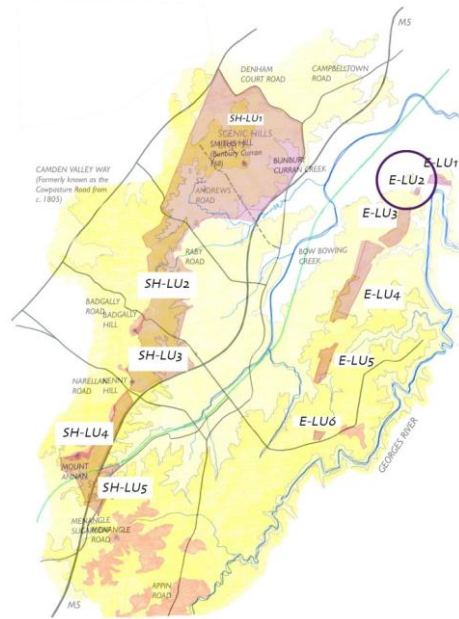 M5
DENHAM
COURT ROAD
CAMPBELLTOWN
ROAD
SH-LU1
SCENIC HILLS
SMITHS HILL
(Bunbury Curran
BUNBURY
CURRAN CREEK
ANDREWS
ROAD
CAMDEN VALLEY WAY
(Formerly known as the
Cowpasture Road from
c. 1803)
E-LU1
E-LU2
E-LU3
RABY
ROAD
BOW BOWING
CREEK
SH-LU2
E-LU4
BADGALLY
ROAD
BADGALLY
HILL
SH-LU3
E-LU5
NARELLAN
ROAD
KENNY
HILL
SH-LU4
E-LU6
GEORGES RIVER
MOUNT
ANNAN
SH-LU5
MENANGLE
MENANGLE
ROAD
APPIN
ROAD
M5